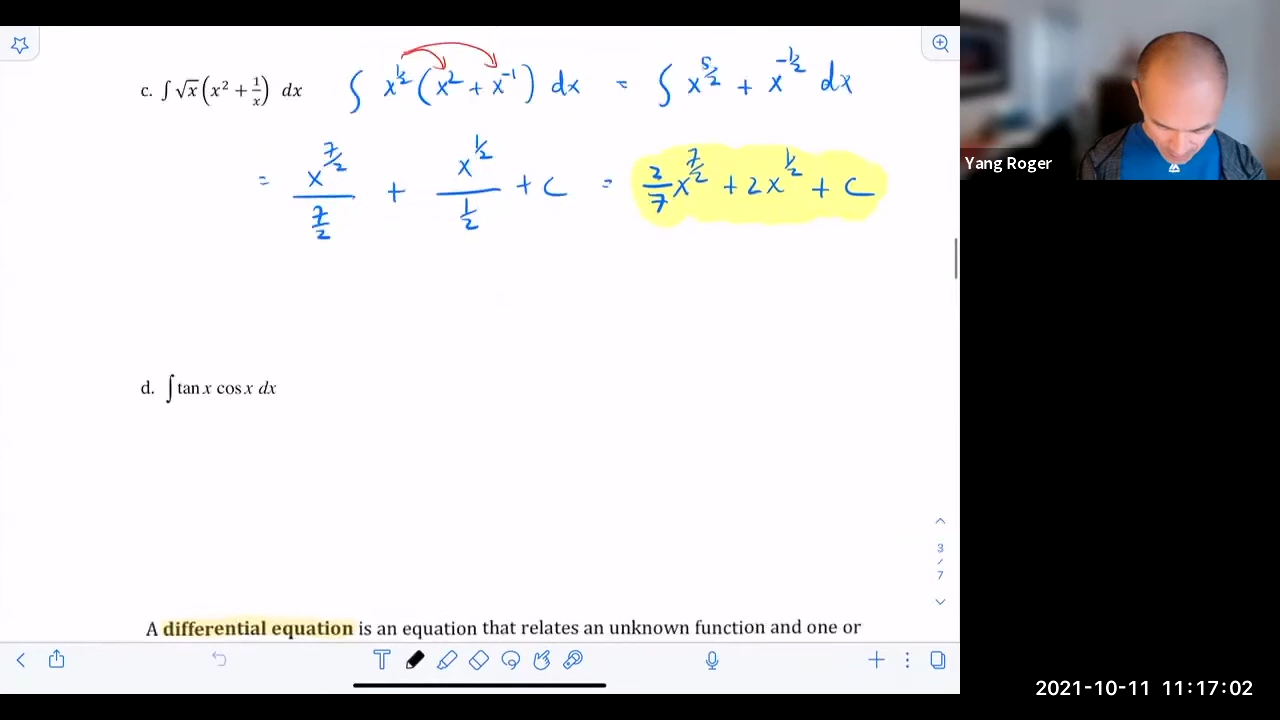 c. ∫ √x (x² + 1/x) dx ∫ x^(1/2) (x² + x⁻¹) dx = ∫ x^(5/2) + x^(-1/2) dx
= x^(7/2)/(7/2) + x^(1/2)/(1/2) + C = 2/7 x^(7/2) + 2x^(1/2) + C
Yang Roger
d. ∫ tan x cos x dx
3
/
7
A differential equation is an equation that relates an unknown function and one or
T
2021-10-11 11:17:02